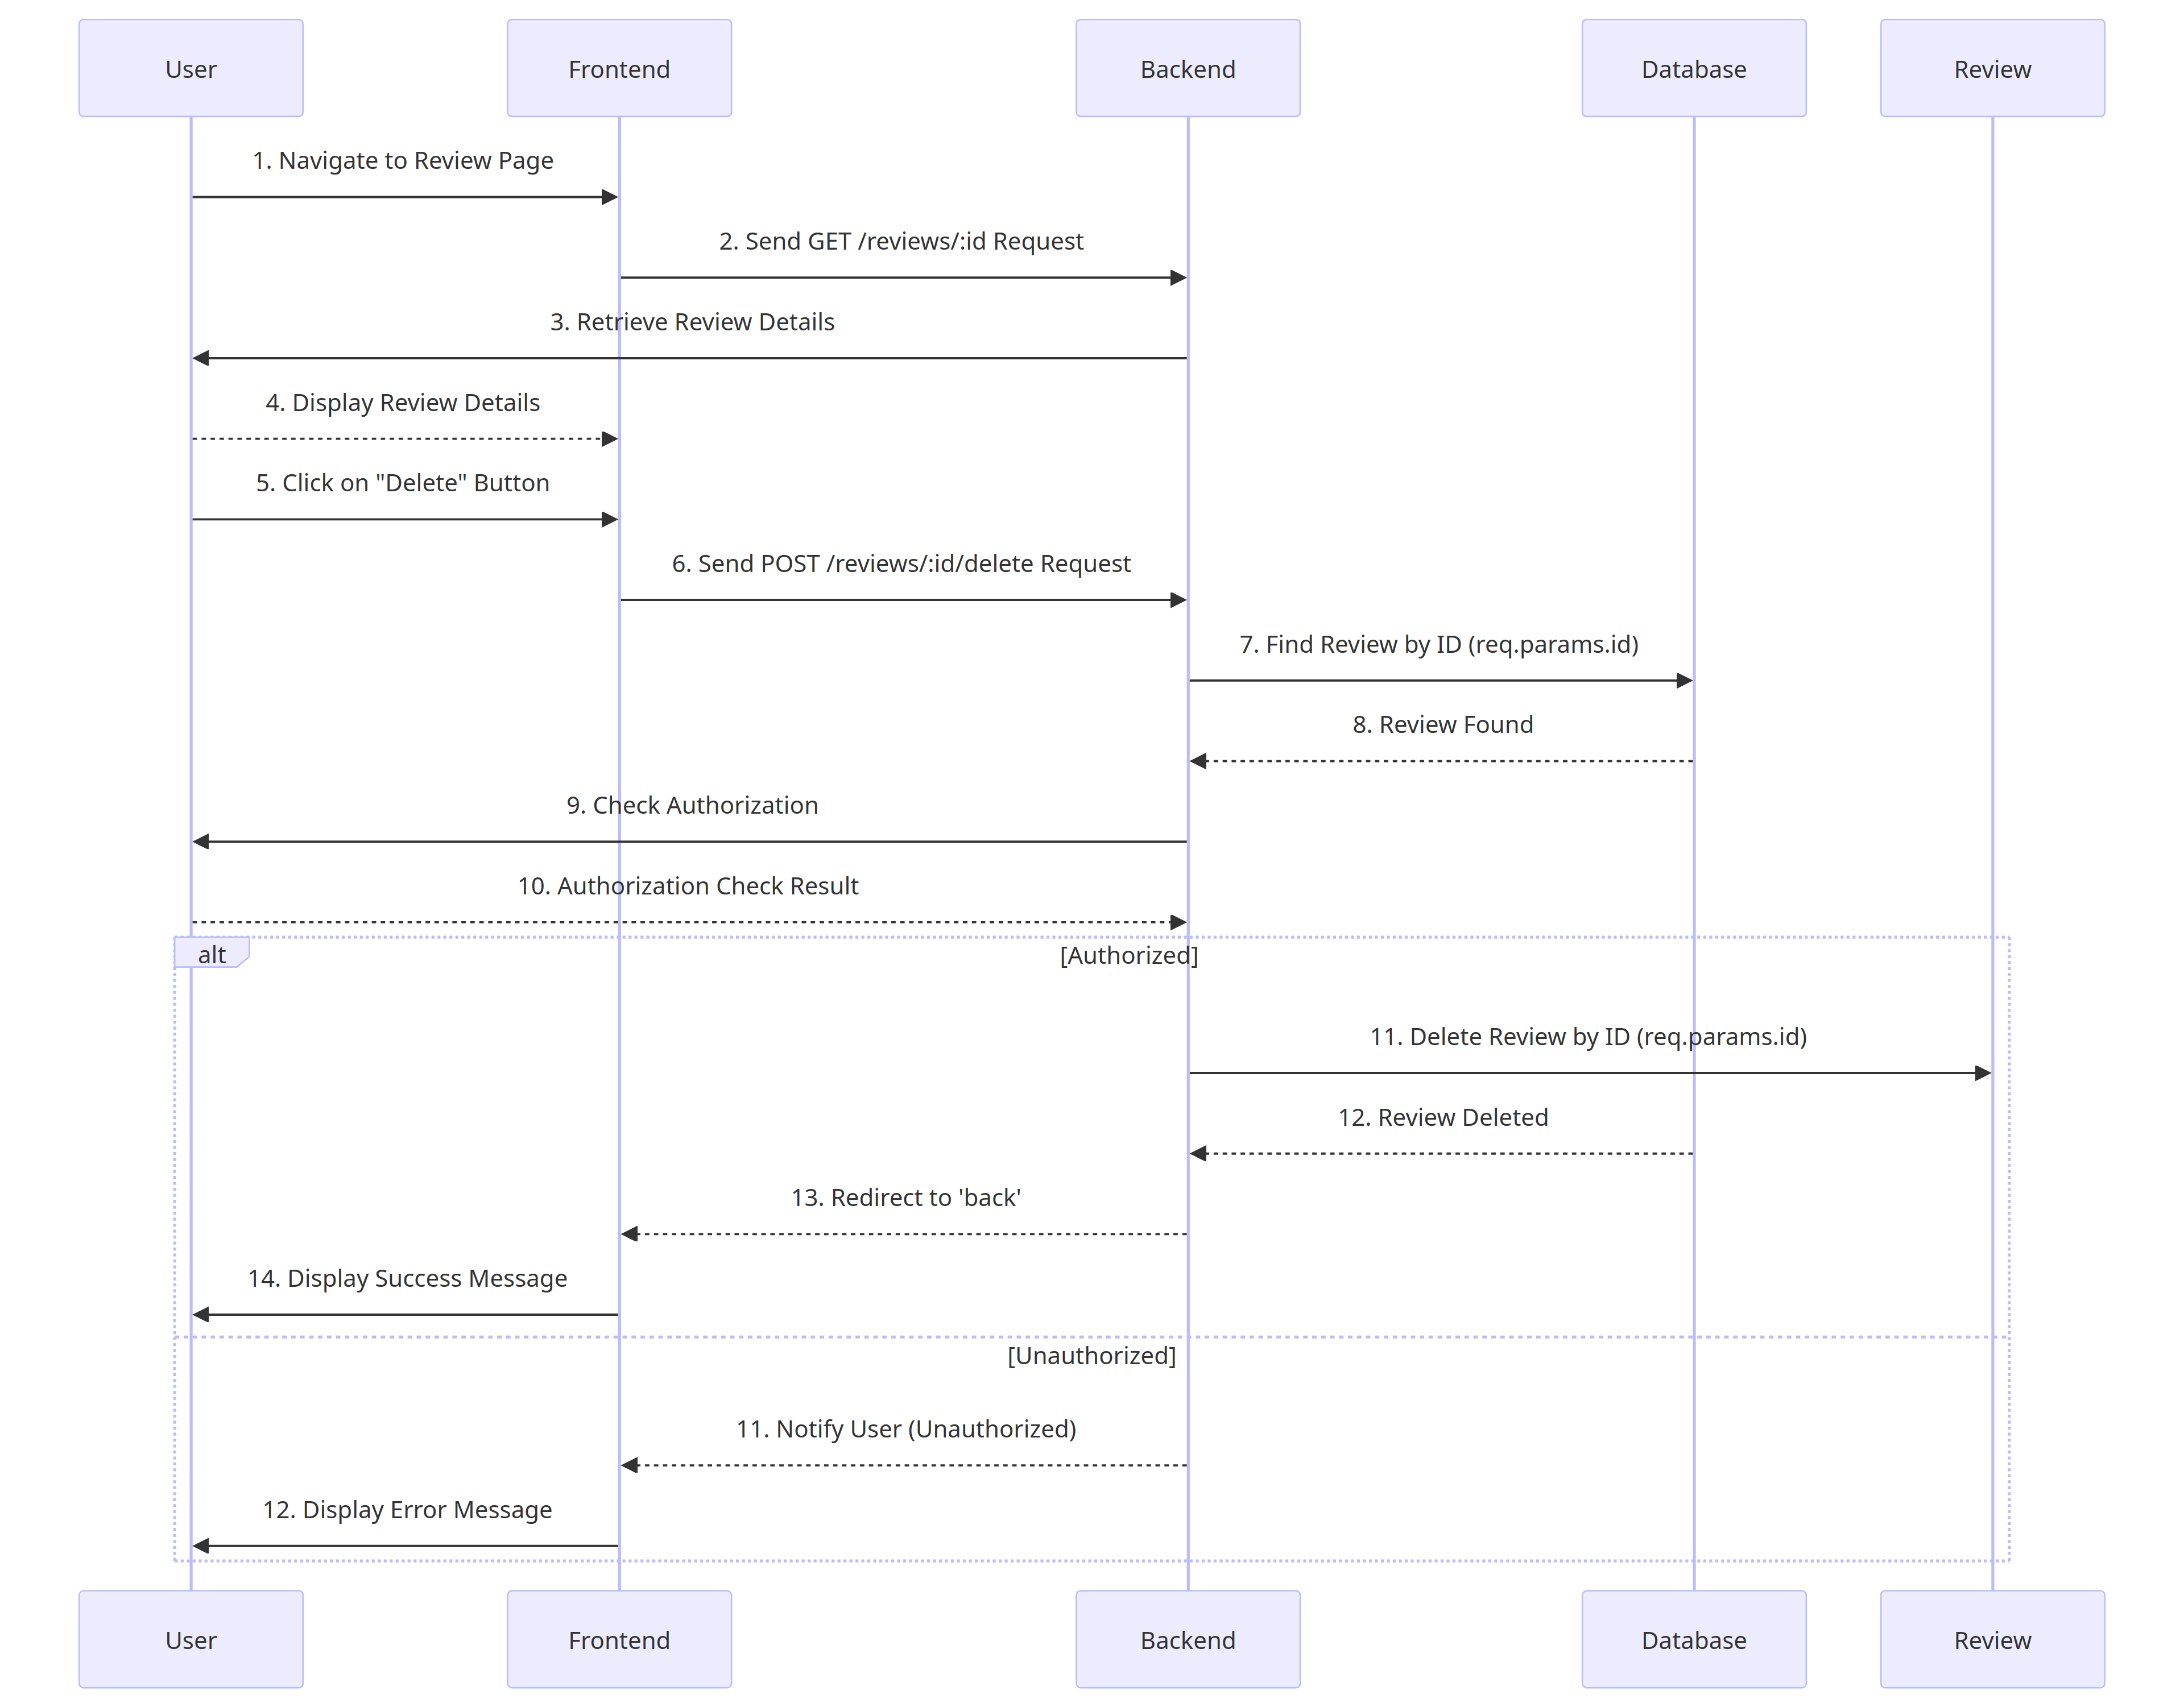 User
Frontend
Backend
Database
Review
1. Navigate to Review Page
2. Send GET /reviews/:id Request
3. Retrieve Review Details
4. Display Review Details
5. Click on "Delete" Button
6. Send POST /reviews/:id/delete Request
7. Find Review by ID (req.params.id)
8. Review Found
9. Check Authorization
10. Authorization Check Result
alt
[Authorized]
11. Delete Review by ID (req.params.id)
12. Review Deleted
13. Redirect to 'back'
14. Display Success Message
[Unauthorized]
11. Notify User (Unauthorized)
12. Display Error Message
User
Frontend
Backend
Database
Review